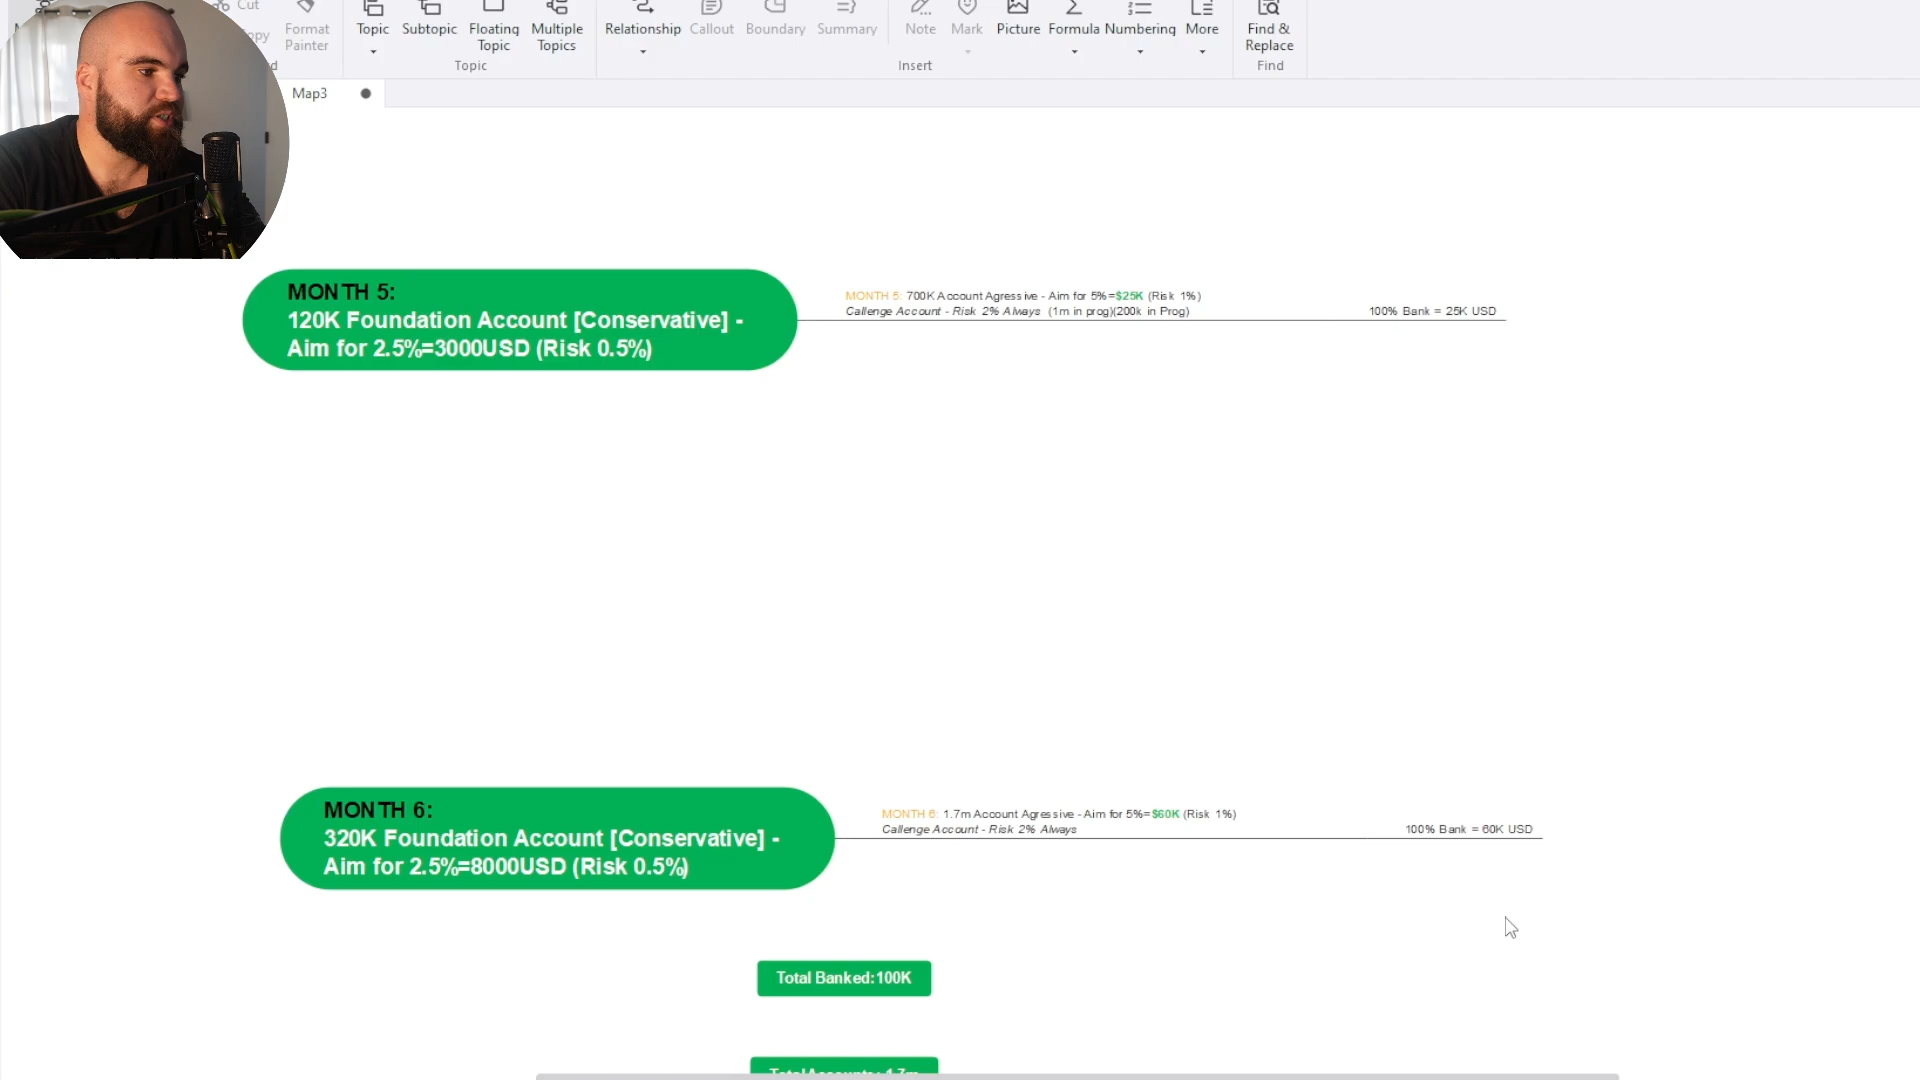 Cut
Format
Painter
Topic
Subtopic
Floating
Topic
Multiple
Topics
Topic
Relationship
Callout
Boundary
Summary
Note
Mark
Picture
Formula
Numbering
More
Insert
Find &
Replace
Find
Map3
MONTH 5:
120K Foundation Account [Conservative] -
Aim for 2.5%=3000USD (Risk 0.5%)
MONTH 5: 700K Account Agressive - Aim for 5%=$25K (Risk 1%)
Callenge Account - Risk 2% Always (1m in prog)(200k in Prog)
100% Bank = 25K USD
MONTH 6:
320K Foundation Account [Conservative] -
Aim for 2.5%=8000USD (Risk 0.5%)
MONTH 6: 1.7m Account Agressive - Aim for 5%=$60K (Risk 1%)
Callenge Account - Risk 2% Always
100% Bank = 60K USD
Total Banked:100K